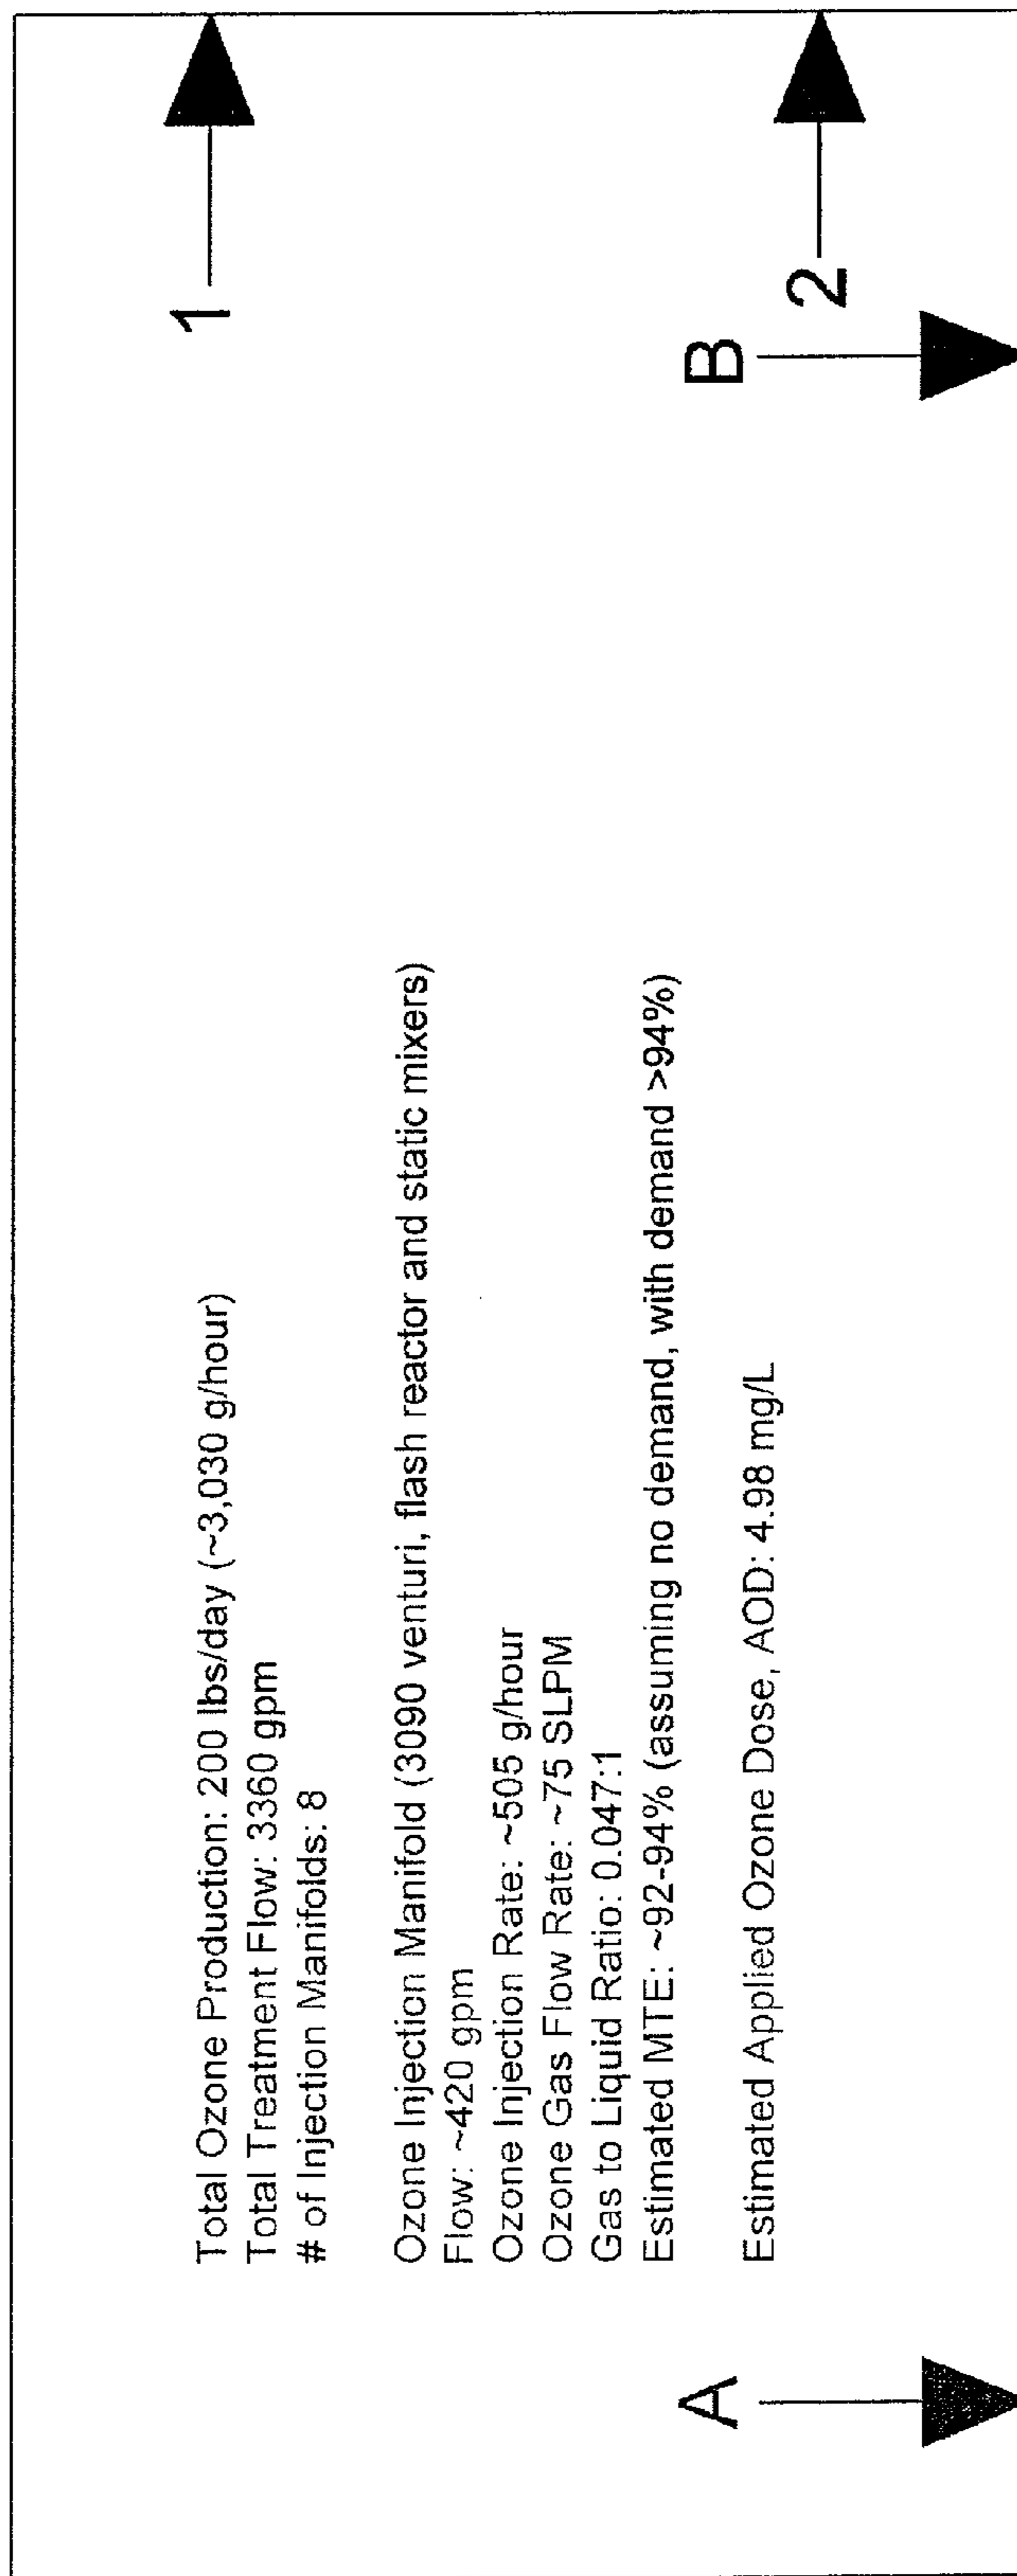 Total Ozone Production: 200 lbs/day (~3,030 g/hour)
Total Treatment Flow: 3360 gpm
# of Injection Manifolds: 8
Ozone Injection Manifold (3090 venturi, flash reactor and static mixers)
Flow: ~420 gpm
Ozone Injection Rate: ~505 g/hour
Ozone Gas Flow Rate: ~75 SLPM
Gas to Liquid Ratio: 0.047:1
Estimated MTE: ~92-94% (assuming no demand, with demand >94%)
Estimated Applied Ozone Dose, AOD: 4.98 mg/L
A
B
1
2